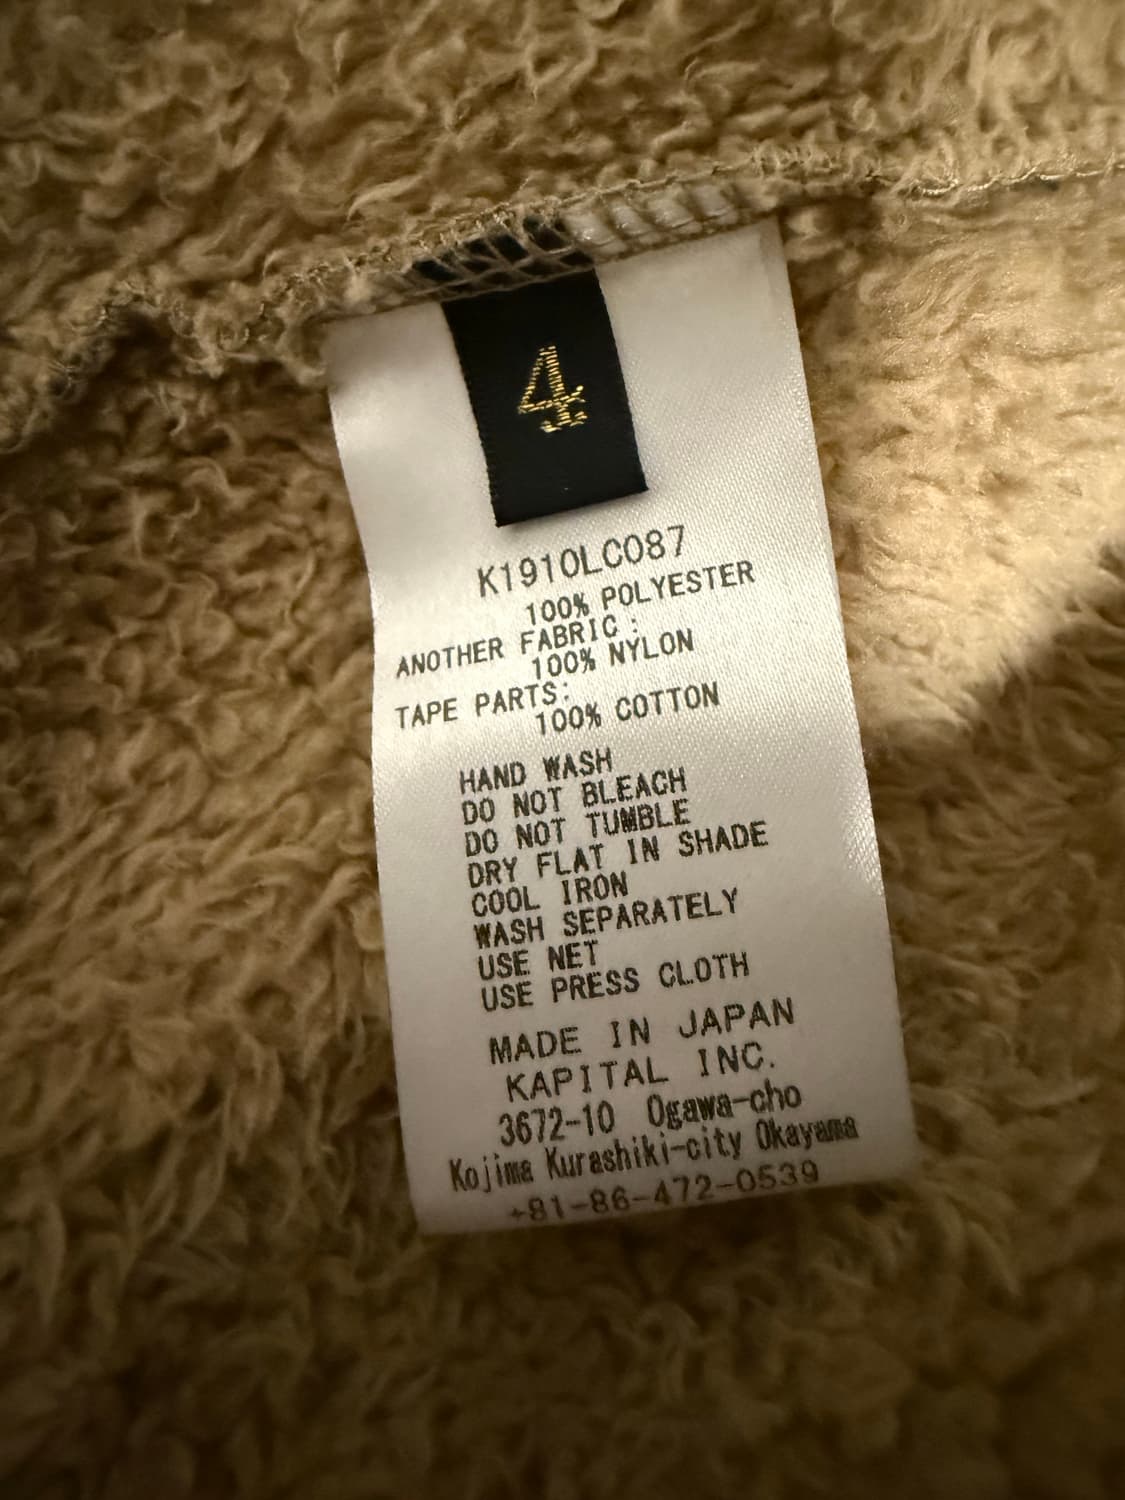 4
K1910LC087
100% POLYESTER
ANOTHER FABRIC:
100% NYLON
TAPE PARTS:
100% COTTON
HAND WASH
DO NOT BLEACH
DO NOT TUMBLE
DRY FLAT IN SHADE
COOL IRON
WASH SEPARATELY
USE NET
USE PRESS CLOTH
MADE IN JAPAN
KAPITAL INC.
3672-10 Ogawa-cho
Kojima Kurashiki-city Okayama
+81-86-472-0539